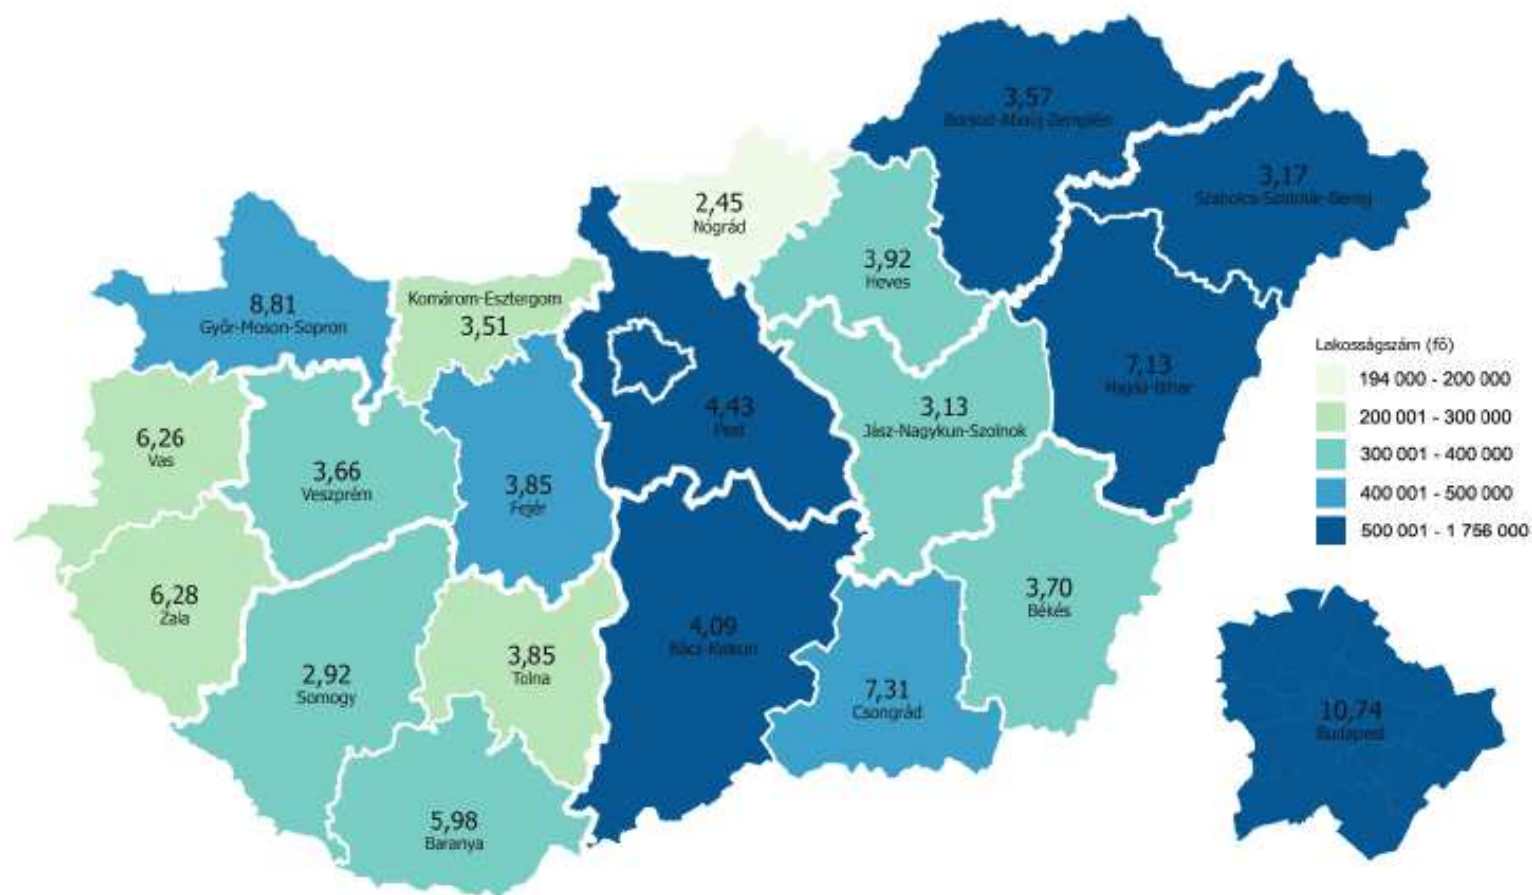 3,57
Borsod-Abaúj-Zemplén
3,17
Szabolcs-Szatmár-Bereg
2,45
Nógrád
3,92
Heves
8,81
Győr-Moson-Sopron
Komárom-Esztergom
3,51
7,13
Hajdú-Bihar
4,43
Pest
3,13
Jász-Nagykun-Szolnok
6,26
Vas
3,66
Veszprém
3,85
Fejér
6,28
Zala
3,70
Békés
2,92
Somogy
3,85
Tolna
4,09
Bács-Kiskun
7,31
Csongrád
5,98
Baranya
Lakosságszám (fő)
194 000 - 200 000
200 001 - 300 000
300 001 - 400 000
400 001 - 500 000
500 001 - 1 756 000
10,74
Budapest